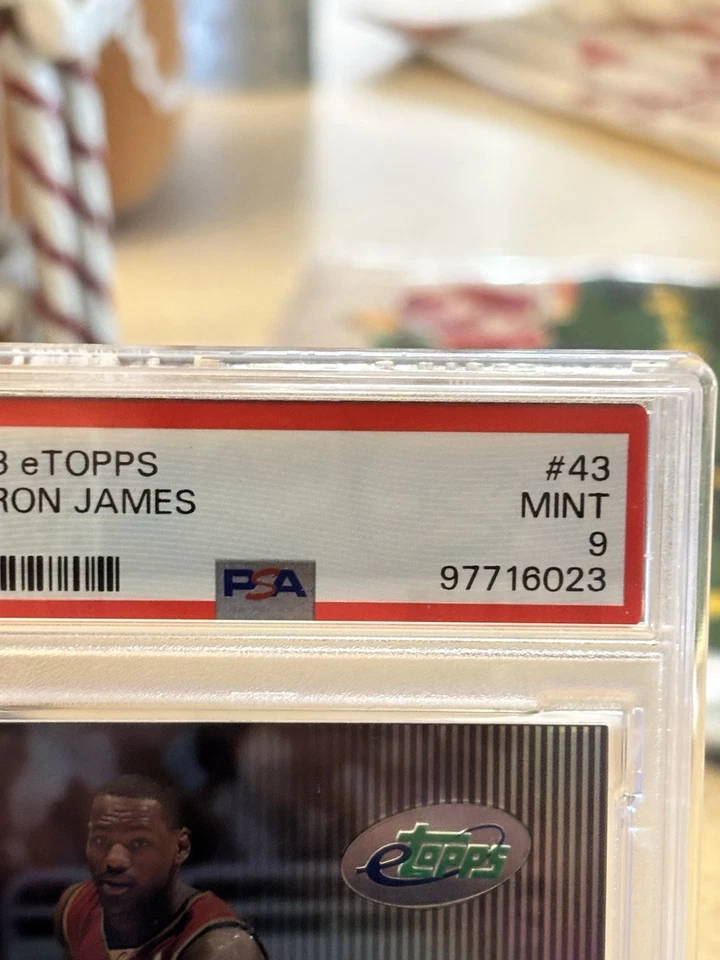 3 eTOPPS
RON JAMES
#43
MINT
9
97716023
PSA
etopps